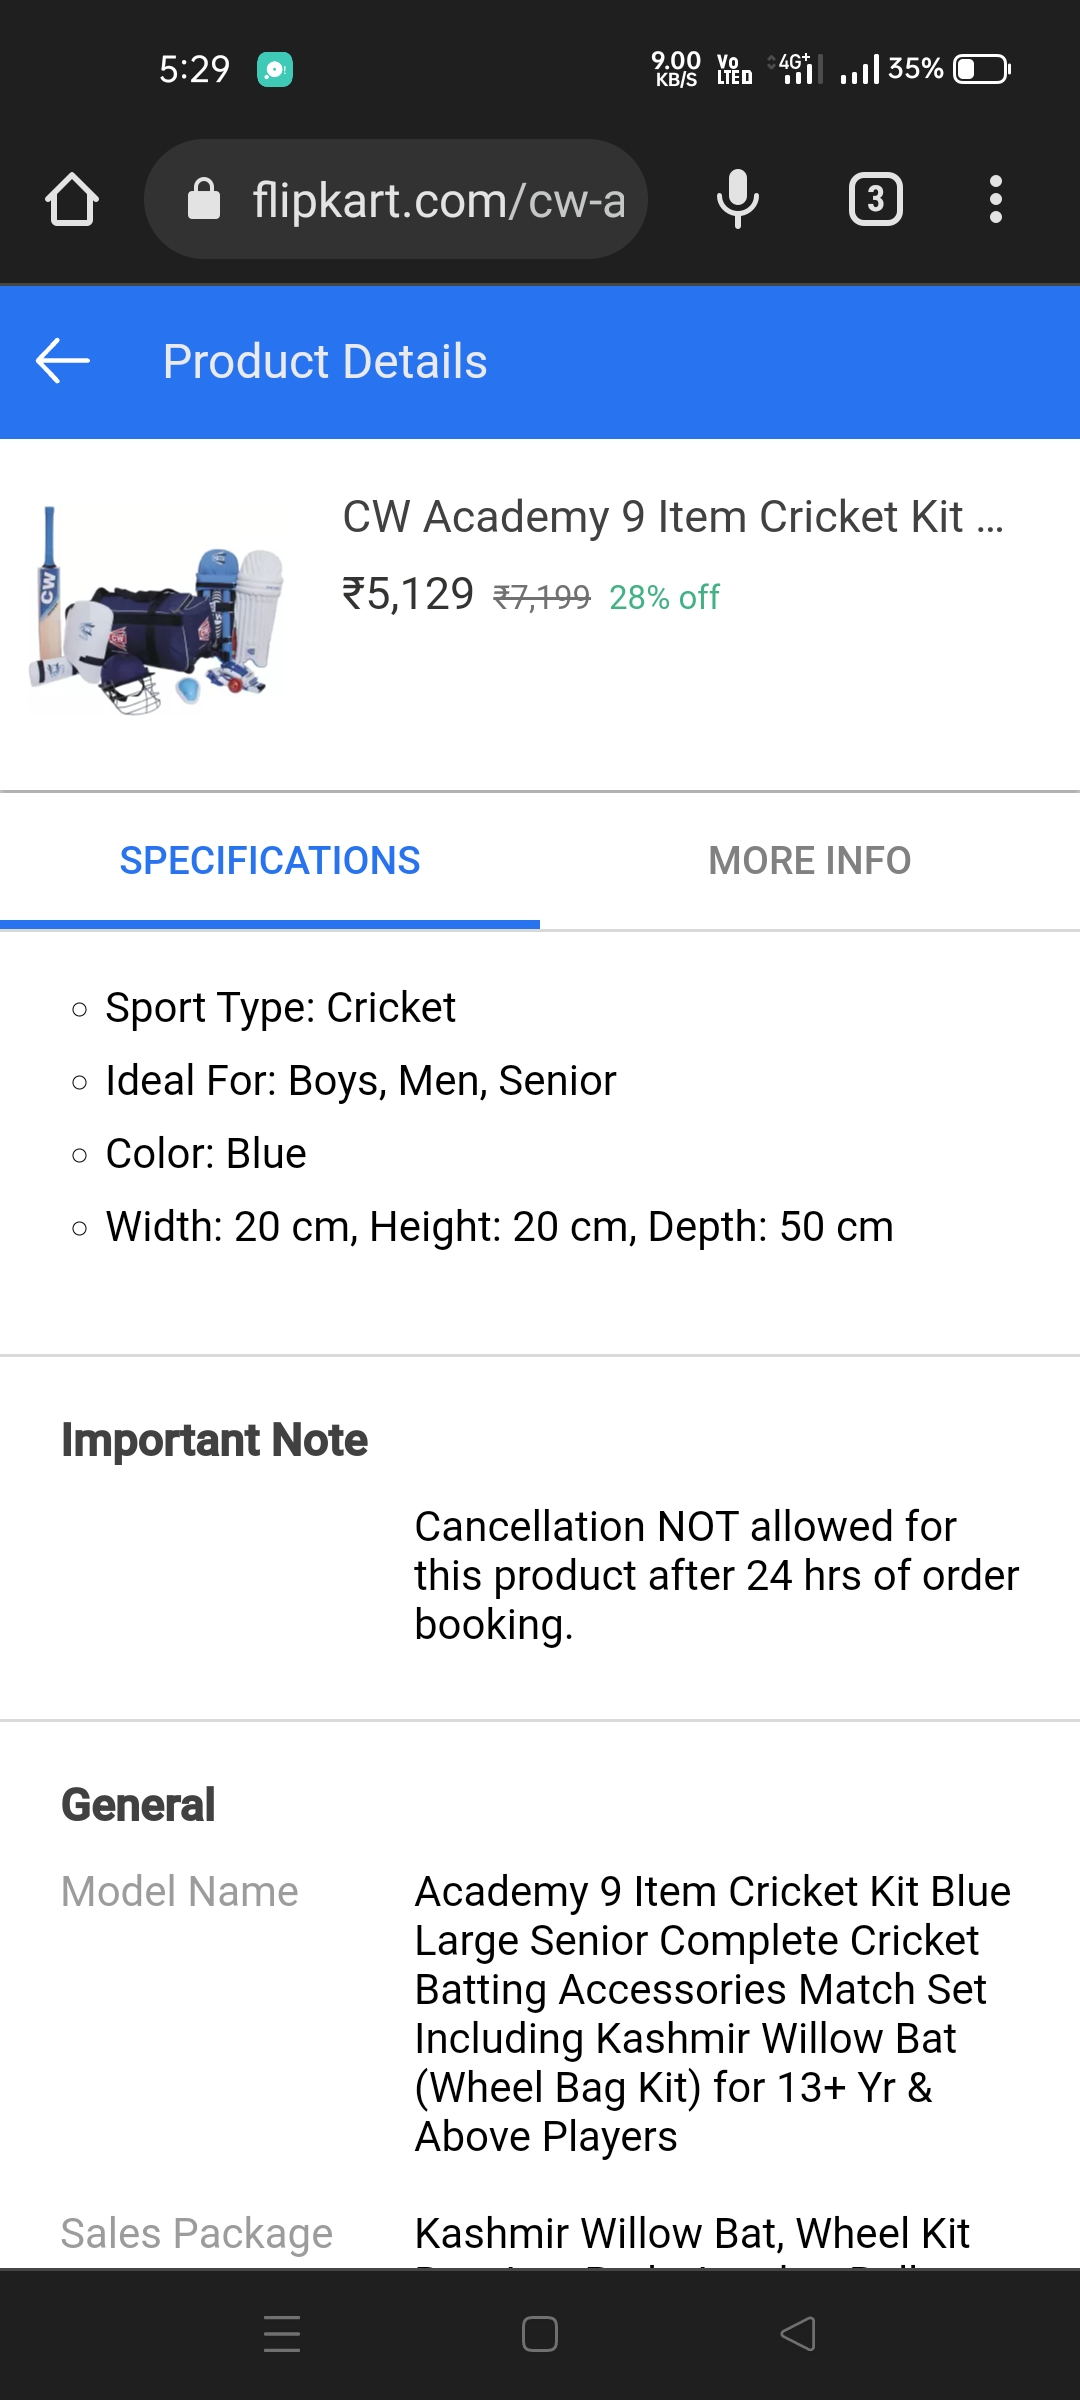 5:29
9.00 KB/S Vo LTE 4G+ 35%
flipkart.com/cw-a
3
Product Details
CW Academy 9 Item Cricket Kit ...
₹5,129 ₹7,199 28% off
CW
SPECIFICATIONS MORE INFO
Sport Type: Cricket
Ideal For: Boys, Men, Senior
Color: Blue
Width: 20 cm, Height: 20 cm, Depth: 50 cm
Important Note
Cancellation NOT allowed for
this product after 24 hrs of order
booking.
General
Model Name Academy 9 Item Cricket Kit Blue
Large Senior Complete Cricket
Batting Accessories Match Set
Including Kashmir Willow Bat
(Wheel Bag Kit) for 13+ Yr &
Above Players
Sales Package Kashmir Willow Bat, Wheel Kit